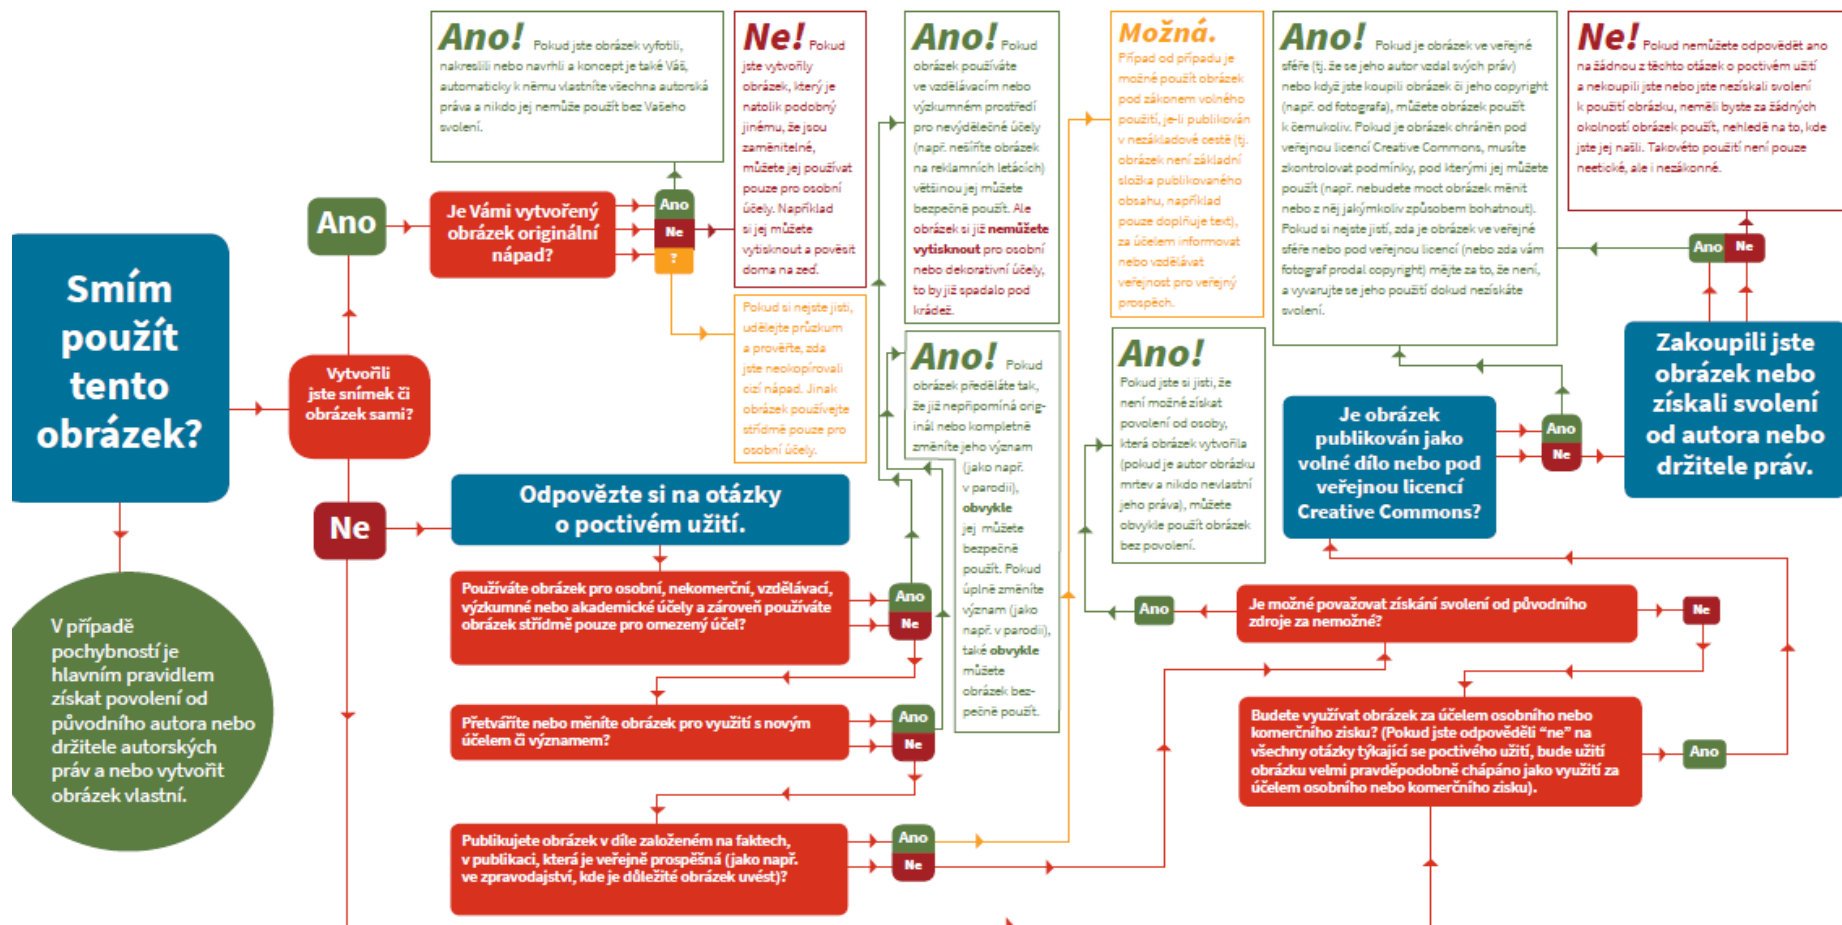 Smím
použít
tento
obrázek?
V případě
pochybností je
hlavním pravidlem
získat povolení od
původního autora nebo
držitele autorských
práv a nebo vytvořit
obrázek vlastní.
Vytvořili
jste snímek či
obrázek sami?
Ano
Je Vámi vytvořený
obrázek originální
nápad?
Ano
Ne
?
Ano! Pokud jste obrázek vyfotili,
nakreslili nebo navrhli a koncept je také Váš,
automaticky k němu vlastníte všechna autorská
práva a nikdo jej nemůže použít bez Vašeho
svolení.
Ne! Pokud
jste vytvořily
obrázek, který je
natolik podobný
jinému, že jsou
zaměnitelné,
můžete jej používat
pouze pro osobní
účely. Například
si jej můžete
vytisknout a pověsit
doma na zeď.
Pokud si nejste jisti,
udělejte průzkum
a prověřte, zda
jste neokopírovali
cizí nápad. Jinak
obrázek používejte
střídmě pouze pro
osobní účely.
Ne
Odpovězte si na otázky
o poctivém užití.
Používáte obrázek pro osobní, nekomerční, vzdělávací,
výzkumné nebo akademické účely a zároveň používáte
obrázek střídmě pouze pro omezený účel?
Ano
Ne
Ano! Pokud
obrázek používáte
ve vzdělávacím nebo
výzkumném prostředí
pro nevýdělečné účely
(např. nešíříte obrázek
na reklamních letácích)
většinou jej můžete
bezpečně použít. Ale
obrázek si již nemůžete
vytisknout pro osobní
nebo dekorativní účely,
to by již spadalo pod
krádež.
Přetváříte nebo měníte obrázek pro využití s novým
účelem či významem?
Ano
Ne
Ano! Pokud
obrázek předěláte tak,
že již nepřipomíná orig-
inál nebo kompletně
změníte jeho význam
(jako např.
v parodii),
obvykle
jej můžete
bezpečně
použít. Pokud
úplně změníte
význam (jako
např. v parodii),
také obvykle
můžete
obrázek bez-
pečně použít.
Publikujete obrázek v díle založeném na faktech,
v publikaci, která je veřejně prospěšná (jako např.
ve zpravodajství, kde je důležité obrázek uvést)?
Ano
Ne
Možná.
Případ od případu je
možné použít obrázek
pod zákonem volného
použití, je-li publikován
v nezákladové cestě (tj.
obrázek není základní
složka publikovaného
obsahu, například
pouze doplňuje text),
za účelem informovat
nebo vzdělávat
veřejnost pro veřejný
prospěch.
Je možné považovat získání svolení od původního
zdroje za nemožné?
Ano
Ne
Ano!
Pokud jste si jisti, že
není možné získat
povolení od osoby,
která obrázek vytvořila
(pokud je autor obrázku
mrtev a nikdo nevlastní
jeho práva), můžete
obvykle použít obrázek
bez povolení.
Budete využívat obrázek za účelem osobního nebo
komerčního zisku? (Pokud jste odpověděli “ne” na
všechny otázky týkající se poctivého užití, bude užití
obrázku velmi pravděpodobně chápáno jako využití za
účelem osobního nebo komerčního zisku).
Ano
Je obrázek
publikován jako
volné dílo nebo pod
veřejnou licencí
Creative Commons?
Ano
Ne
Ano! Pokud je obrázek ve veřejné
sféře (tj. že se jeho autor vzdal svých práv)
nebo když jste koupili obrázek či jeho copyright
(např. od fotografa), můžete obrázek použít
k čemukoliv. Pokud je obrázek chráněn pod
veřejnou licencí Creative Commons, musíte
zkontrolovat podmínky, pod kterými jej můžete
použít (např. nebudete moct obrázek měnit
nebo z něj jakýmkoliv způsobem bohatnout).
Pokud si nejste jistí, zda je obrázek ve veřejné
sféře nebo pod veřejnou licencí (nebo zda vám
fotograf prodal copyright) mějte za to, že není,
a vyvarujte se jeho použití dokud nezískáte
svolení.
Zakoupili jste
obrázek nebo
získali svolení
od autora nebo
držitele práv.
Ano
Ne
Ne! Pokud nemůžete odpovědět ano
na žádnou z těchto otázek o poctivém užití
a nekoupili jste nebo jste nezískali svolení
k použití obrázku, neměli byste za žádných
okolností obrázek použít, nehledě na to, kde
jste jej našli. Takovéto použití není pouze
neetické, ale i nezákonné.